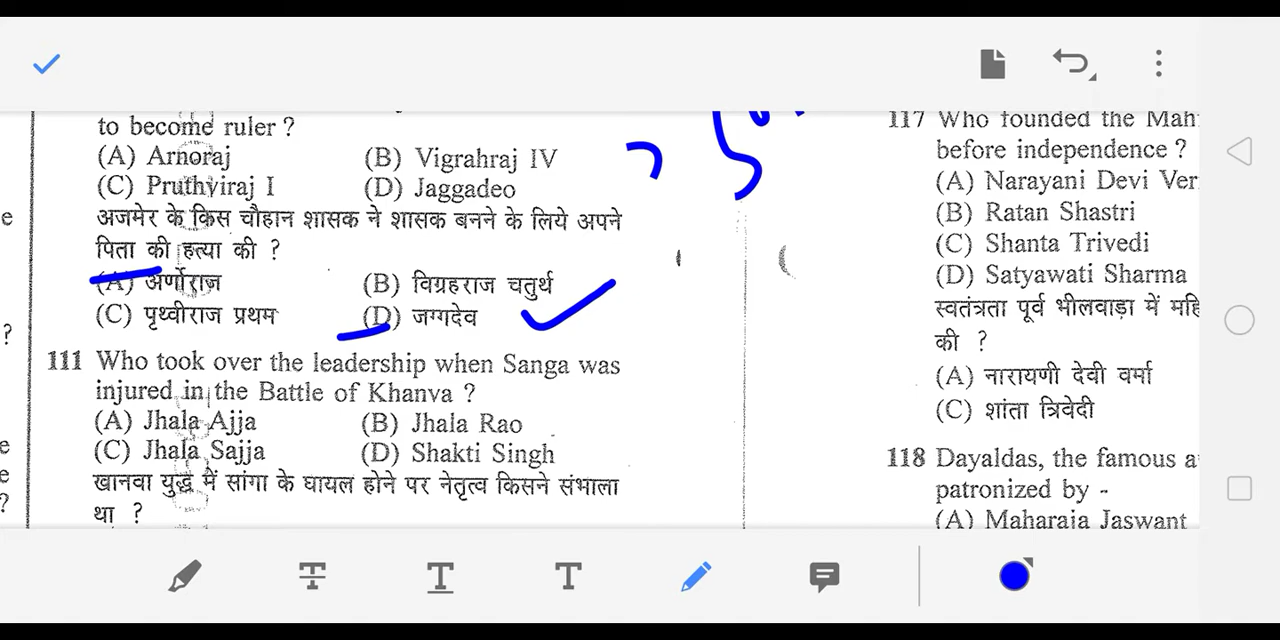 to become ruler ?
(A) Arnoraj (B) Vigrahraj IV
(C) Pruthviraj I (D) Jaggadeo
अजमेर के किस चौहान शासक ने शासक बनने के लिये अपने
पिता की हत्या की ?
(A) अर्णोराज (B) विग्रहराज चतुर्थ
(C) पृथ्वीराज प्रथम (D) जग्गदेव
111 Who took over the leadership when Sanga was
injured in the Battle of Khanva ?
(A) Jhala Ajja (B) Jhala Rao
(C) Jhala Sajja (D) Shakti Singh
खानवा युद्ध में सांगा के घायल होने पर नेतृत्व किसने संभाला
था ?
117 Who founded the Mah
before independence ?
(A) Narayani Devi Ver
(B) Ratan Shastri
(C) Shanta Trivedi
(D) Satyawati Sharma
स्वतंत्रता पूर्व भीलवाड़ा में महि
की ?
(A) नारायणी देवी वर्मा
(C) शांता त्रिवेदी
118 Dayaldas, the famous a
patronized by -
(A) Maharaja Jaswant